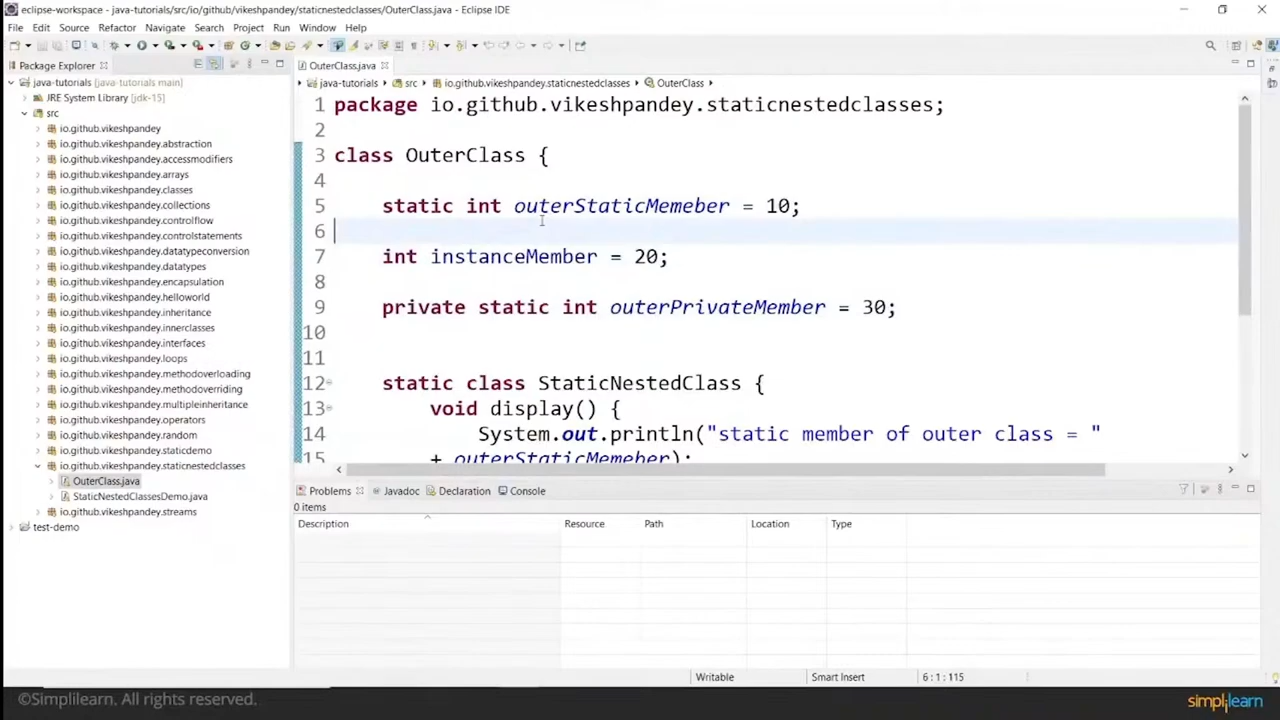 eclipse-workspace - java-tutorials/src/io/github/vikeshpandey/staticnestedclasses/OuterClass.java - Eclipse IDE
File Edit Source Refactor Navigate Search Project Run Window Help
Package Explorer
java-tutorials [java-tutorials main]
JRE System Library [jdk-15]
src
io.github.vikeshpandey
io.github.vikeshpandey.abstraction
io.github.vikeshpandey.accessmodifiers
io.github.vikeshpandey.arrays
io.github.vikeshpandey.classes
io.github.vikeshpandey.collections
io.github.vikeshpandey.controlflow
io.github.vikeshpandey.controlstatements
io.github.vikeshpandey.datatypeconversion
io.github.vikeshpandey.datatypes
io.github.vikeshpandey.encapsulation
io.github.vikeshpandey.helloworld
io.github.vikeshpandey.inheritance
io.github.vikeshpandey.innerclasses
io.github.vikeshpandey.interfaces
io.github.vikeshpandey.loops
io.github.vikeshpandey.methodoverloading
io.github.vikeshpandey.methodoverriding
io.github.vikeshpandey.multipleinheritance
io.github.vikeshpandey.operators
io.github.vikeshpandey.random
io.github.vikeshpandey.staticdemo
io.github.vikeshpandey.staticnestedclasses
OuterClass.java
StaticNestedClassesDemo.java
io.github.vikeshpandey.streams
test-demo
OuterClass.java
java-tutorials src io.github.vikeshpandey.staticnestedclasses OuterClass
1 package io.github.vikeshpandey.staticnestedclasses;
2
3 class OuterClass {
4
5 static int outerStaticMemeber = 10;
6
7 int instanceMember = 20;
8
9 private static int outerPrivateMember = 30;
10
11
12 static class StaticNestedClass {
13 void display() {
14 System.out.println("static member of outer class = "
15 + outerStaticMemeber);
Problems Javadoc Declaration Console
0 items
Description Resource Path Location Type
Writable Smart Insert 6 : 1 : 115
©Simplilearn. All rights reserved.
simplilearn